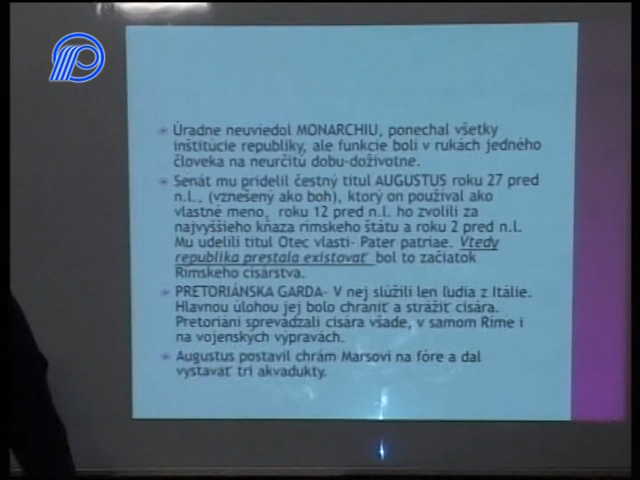 Úradne neuviedol MONARCHIU, ponechal všetky
inštitúcie republiky, ale funkcie boli v rukách jedného
človeka na neurčitú dobu-doživotne.
Senát mu pridelil čestný titul AUGUSTUS roku 27 pred
n.l., (vznešený ako boh), ktorý on používal ako
vlastné meno, roku 12 pred n.l. ho zvolili za
najvyššieho kňaza rímskeho štátu a roku 2 pred n.l.
Mu udelili titul Otec vlasti- Pater patriae. Vtedy
republika prestala existovať bol to začiatok
Rímskeho cisárstva.
PRETORIÁNSKA GARDA- V nej slúžili len ľudia z Itálie.
Hlavnou úlohou jej bolo chrániť a strážiť cisára.
Pretoriáni sprevádzali cisára všade, v samom Ríme i
na vojenských výpravách.
Augustus postavil chrám Marsovi na fóre a dal
vystavať tri akvadukty.